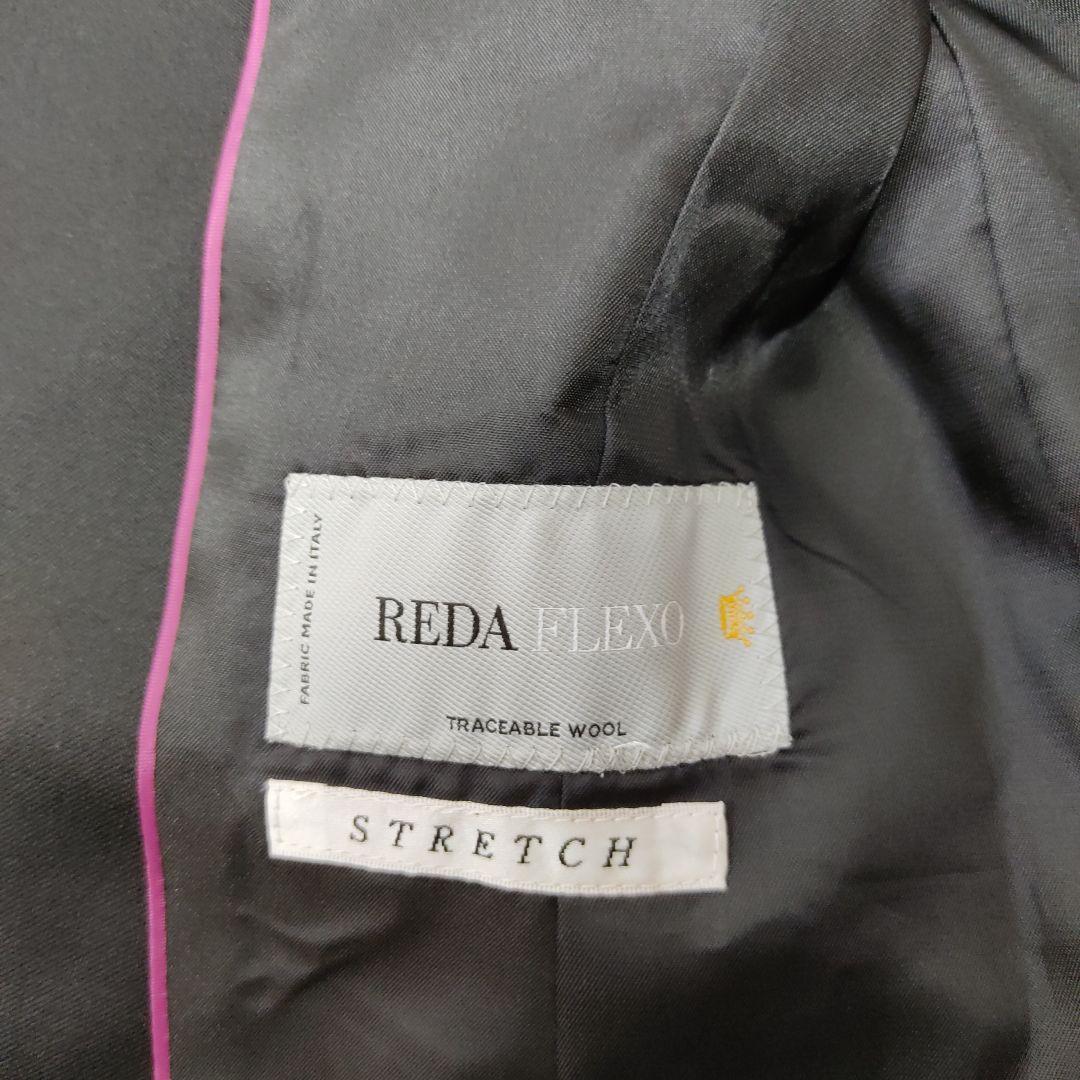 FABRIC MADE IN ITALY
REDA FLEXO
TRACEABLE WOOL
STRETCH